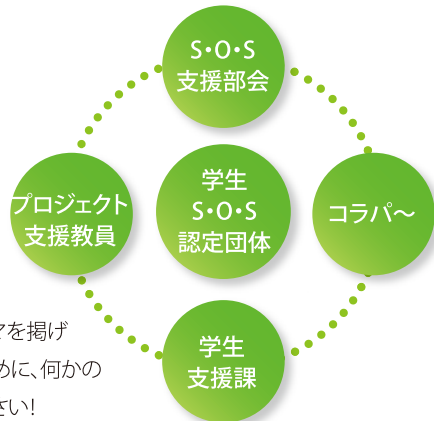 S・O・S
支援部会
プロジェクト
支援教員
学生
S・O・S
認定団体
コラパ～
学生
支援課
マを掲げ
めに、何かの
さい!